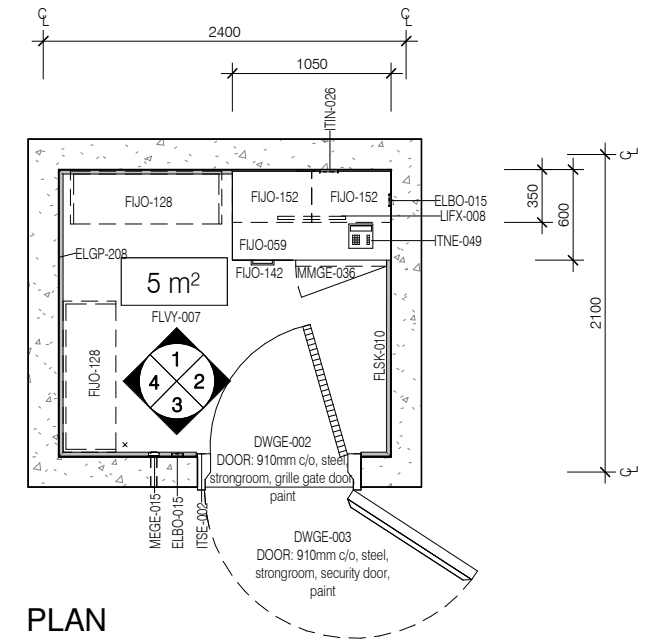 ℄
℄
2400
1050
ITIN-026
℄
FIJO-128
FIJO-152
FIJO-152
ELBO-015
LIFX-008
ITNE-049
350
600
FIJO-059
ELGP-208
FIJO-142
MMGE-036
5 m²
FLVY-007
2100
FLSK-010
FIJO-128
1
4
2
3
DWGE-002
DOOR: 910mm c/o, steel,
strongroom, grille gate door,
paint
℄
MEGE-015
ELBO-015
ITSE-002
DWGE-003
DOOR: 910mm c/o, steel,
strongroom, security door,
paint
PLAN